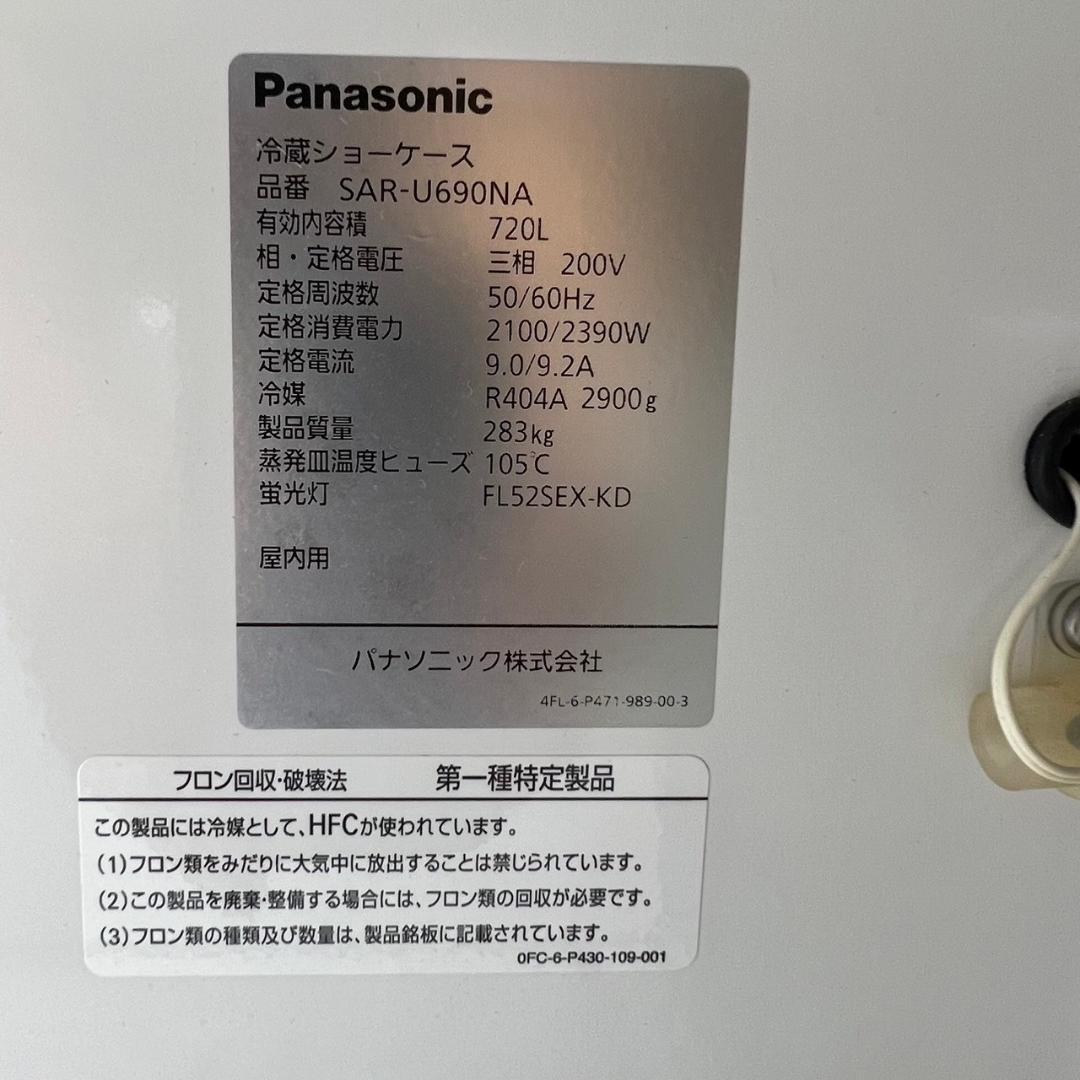 Panasonic
冷蔵ショーケース
品番 SAR-U690NA
有効内容積 720L
相・定格電圧 三相 200V
定格周波数 50/60Hz
定格消費電力 2100/2390W
定格電流 9.0/9.2A
冷媒 R404A 2900g
製品質量 283kg
蒸発皿温度ヒューズ 105℃
蛍光灯 FL52SEX-KD
屋内用
パナソニック株式会社
4FL-6-P471-989-00-3
フロン回収・破壊法 第一種特定製品
この製品には冷媒として、HFCが使われています。
(1)フロン類をみだりに大気中に放出することは禁じられています。
(2)この製品を廃棄・整備する場合には、フロン類の回収が必要です。
(3)フロン類の種類及び数量は、製品銘板に記載されています。
0FC-6-P430-109-001